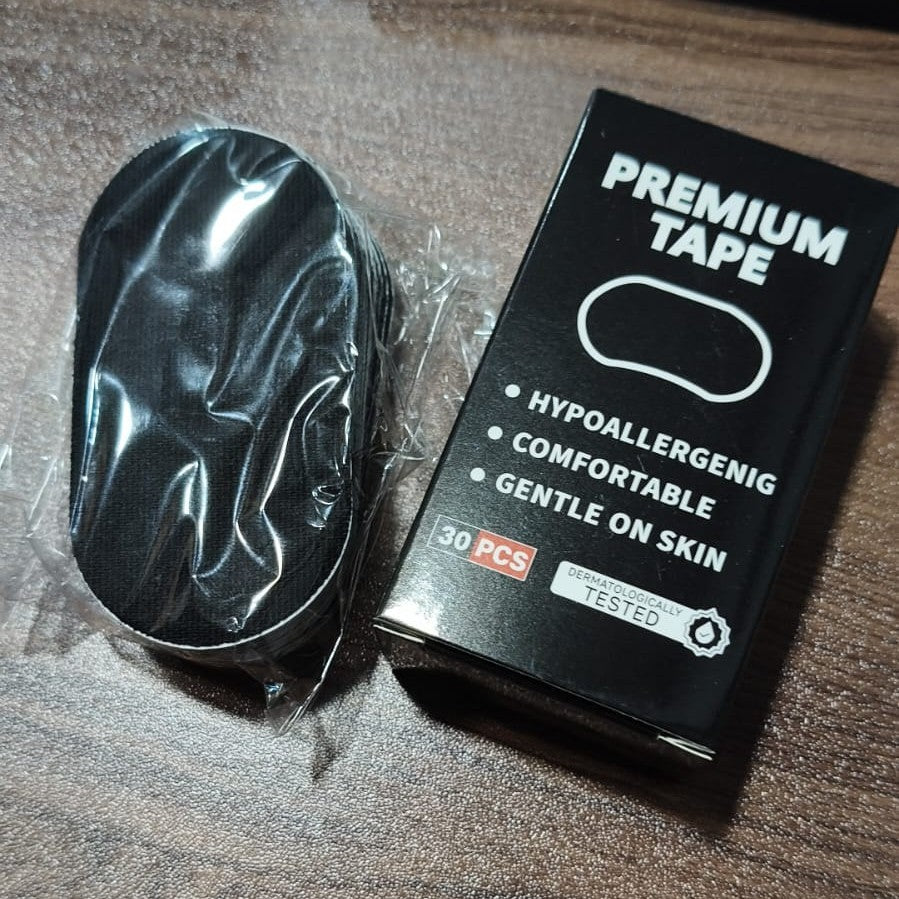 PREMIUM
TAPE
• HYPOALLERGENIG
• COMFORTABLE
• GENTLE ON SKIN
30 PCS
DERMATOLOGICALLY
TESTED